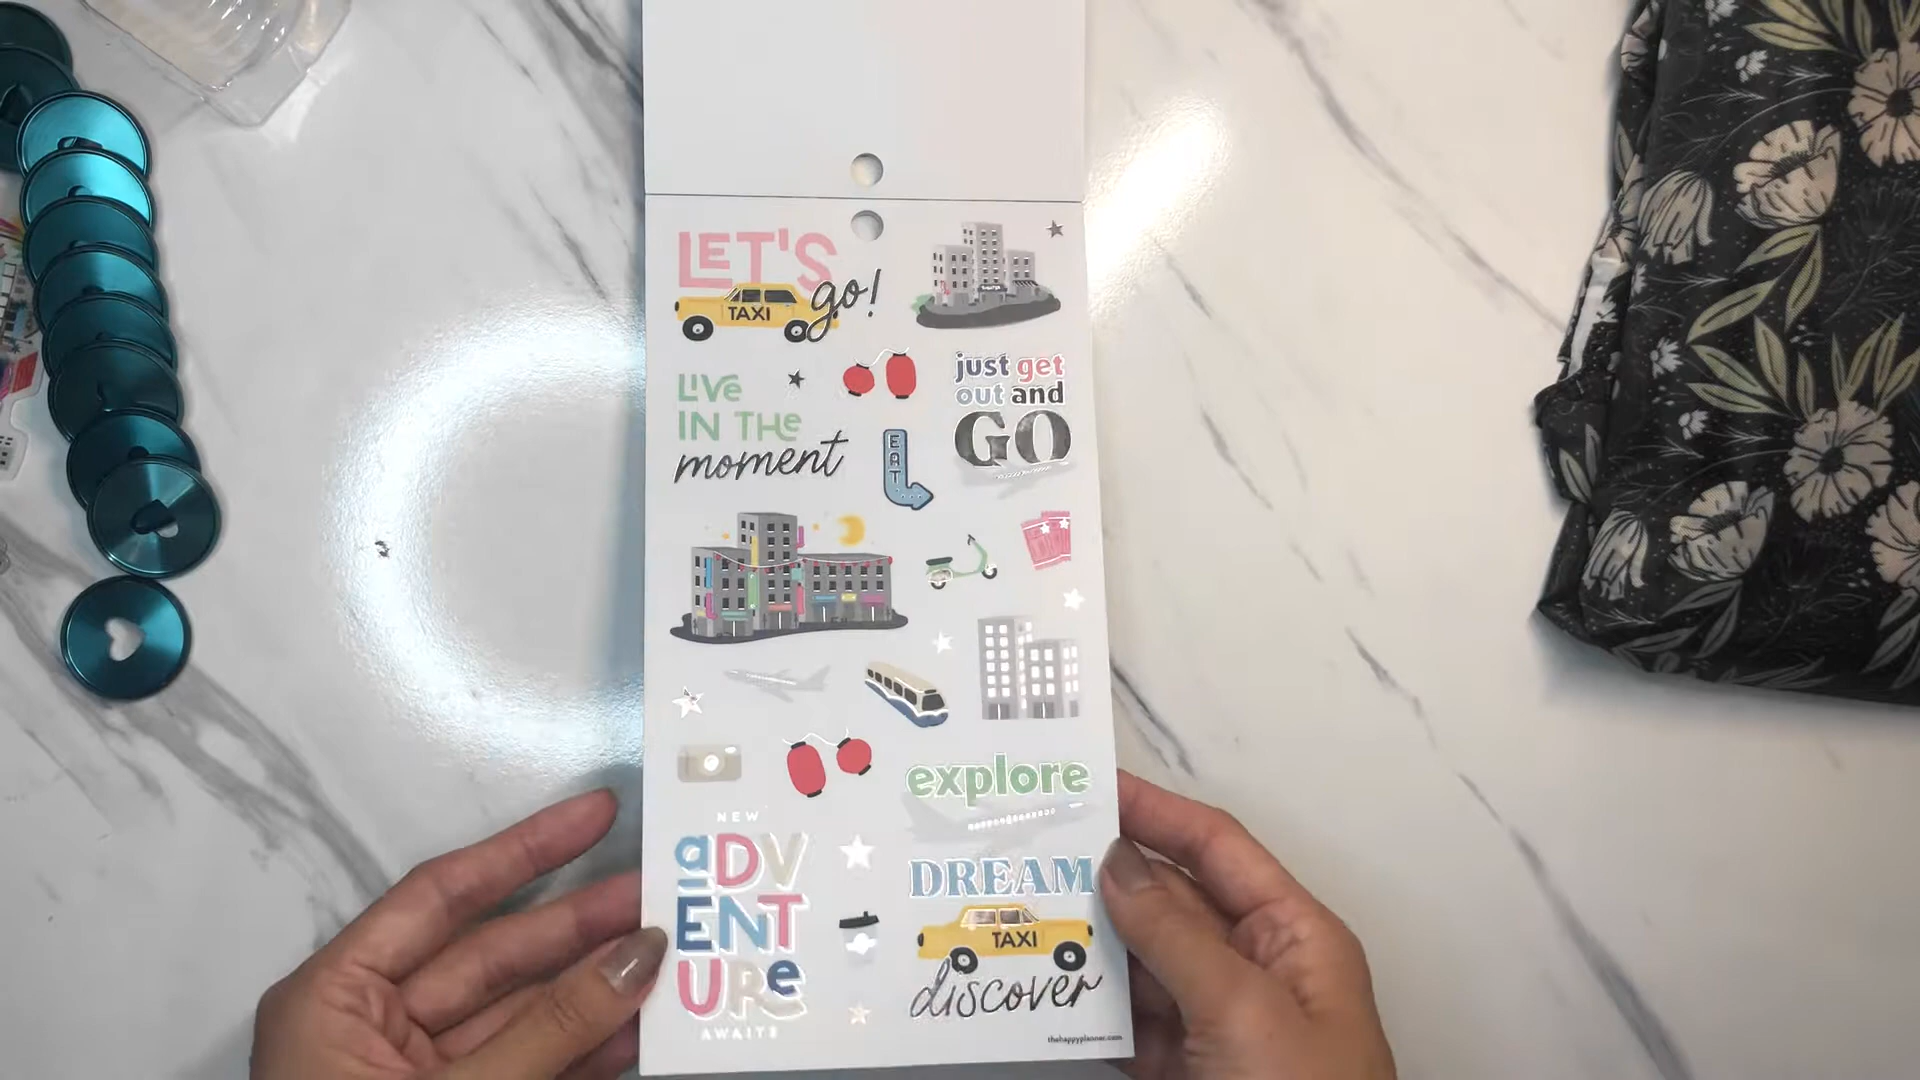 LET'S
TAXI
go!
LIVe
IN THe
moment
just get
out and
GO
EAT
explore
NEW
aDV
ENT
URe
AWAITS
DREAM
TAXI
discover
thehappyplanner.com